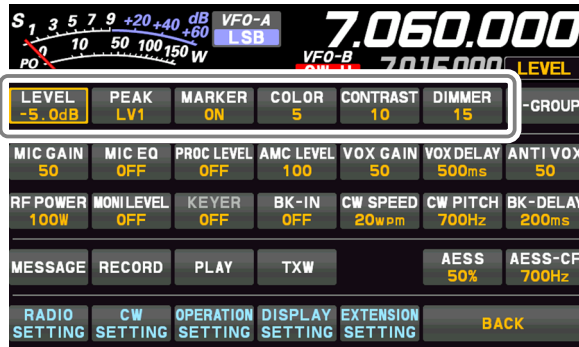 S 1 3 5 7 9 +20 +40 +60 dB
PO 0 10 50 100 150 W
VFO-A
LSB
7.060.000
VFO-B
CW-U 7.015.000
LEVEL
LEVEL PEAK MARKER COLOR CONTRAST DIMMER -GROUP
-5.0dB LV1 ON 5 10 15
MIC GAIN MIC EQ PROC LEVEL AMC LEVEL VOX GAIN VOX DELAY ANTI VOX
50 OFF OFF 100 50 500ms 50
RF POWER MONI LEVEL KEYER BK-IN CW SPEED CW PITCH BK-DELAY
100W OFF OFF OFF 20wpm 700Hz 200ms
MESSAGE RECORD PLAY TXW AESS AESS-CF
50% 700Hz
RADIO CW OPERATION DISPLAY EXTENSION
SETTING SETTING SETTING SETTING SETTING
BACK